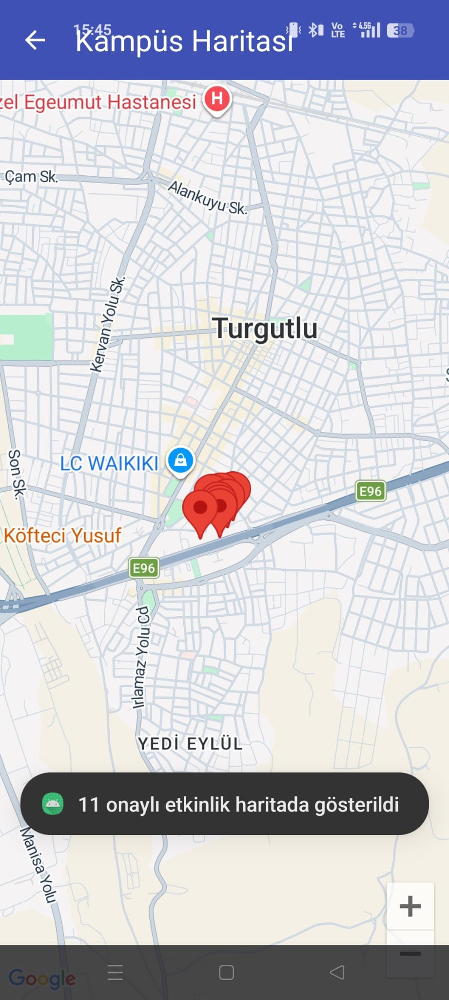 15:45
Vo
LTE
4.5G
38
Kampüs Haritası
zel Egeumut Hastanesi
H
Çam Sk.
Alankuyu Sk.
Kervan Yolu Sk.
Turgutlu
Son Sk.
LC WAIKIKI
E96
Köfteci Yusuf
E96
Irlamaz Yolu Cd
YEDİ EYLÜL
11 onaylı etkinlik haritada gösterildi
Manisa Yolu
Google